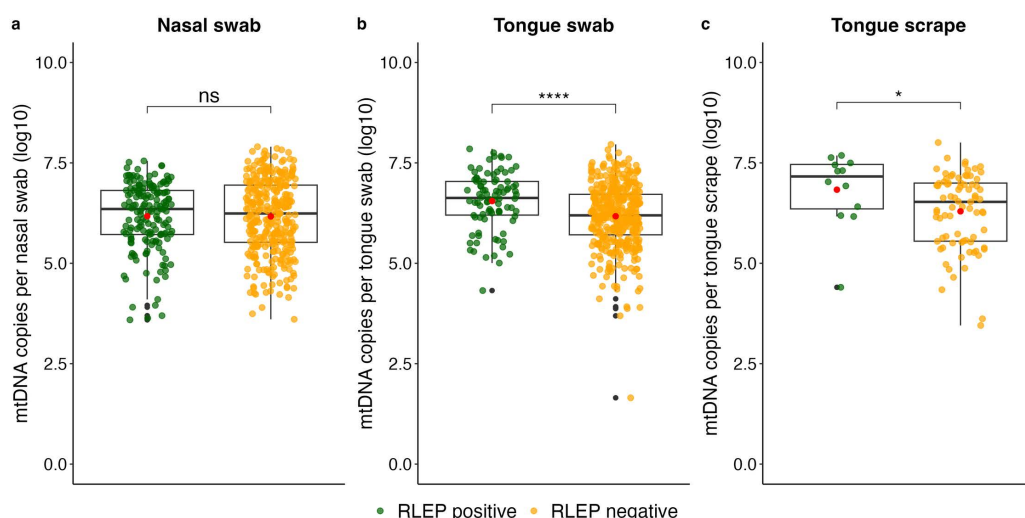 a Nasal swab
b Tongue swab
c Tongue scrape
mtDNA copies per nasal swab (log10)
10.0
7.5
5.0
2.5
0.0
ns
mtDNA copies per tongue swab (log10)
10.0
7.5
5.0
2.5
0.0
****
mtDNA copies per tongue scrape (log10)
10.0
7.5
5.0
2.5
0.0
*
RLEP positive RLEP negative